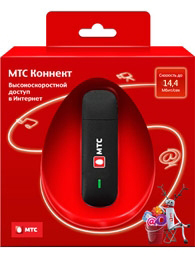 МТС Коннект
Высокоскоростной
доступ
в Интернет
Скорость до
14,4
Мбит/сек
МТС
МТС